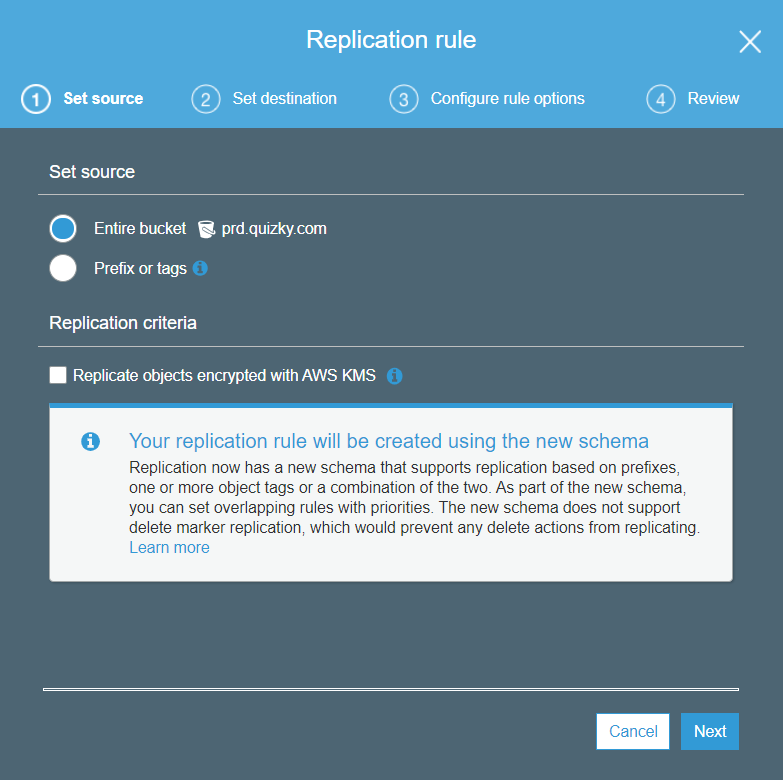 Replication rule
1 Set source 2 Set destination 3 Configure rule options 4 Review
Set source
Entire bucket prd.quizky.com
Prefix or tags
Replication criteria
Replicate objects encrypted with AWS KMS
Your replication rule will be created using the new schema
Replication now has a new schema that supports replication based on prefixes,
one or more object tags or a combination of the two. As part of the new schema,
you can set overlapping rules with priorities. The new schema does not support
delete marker replication, which would prevent any delete actions from replicating.
Learn more
Cancel Next